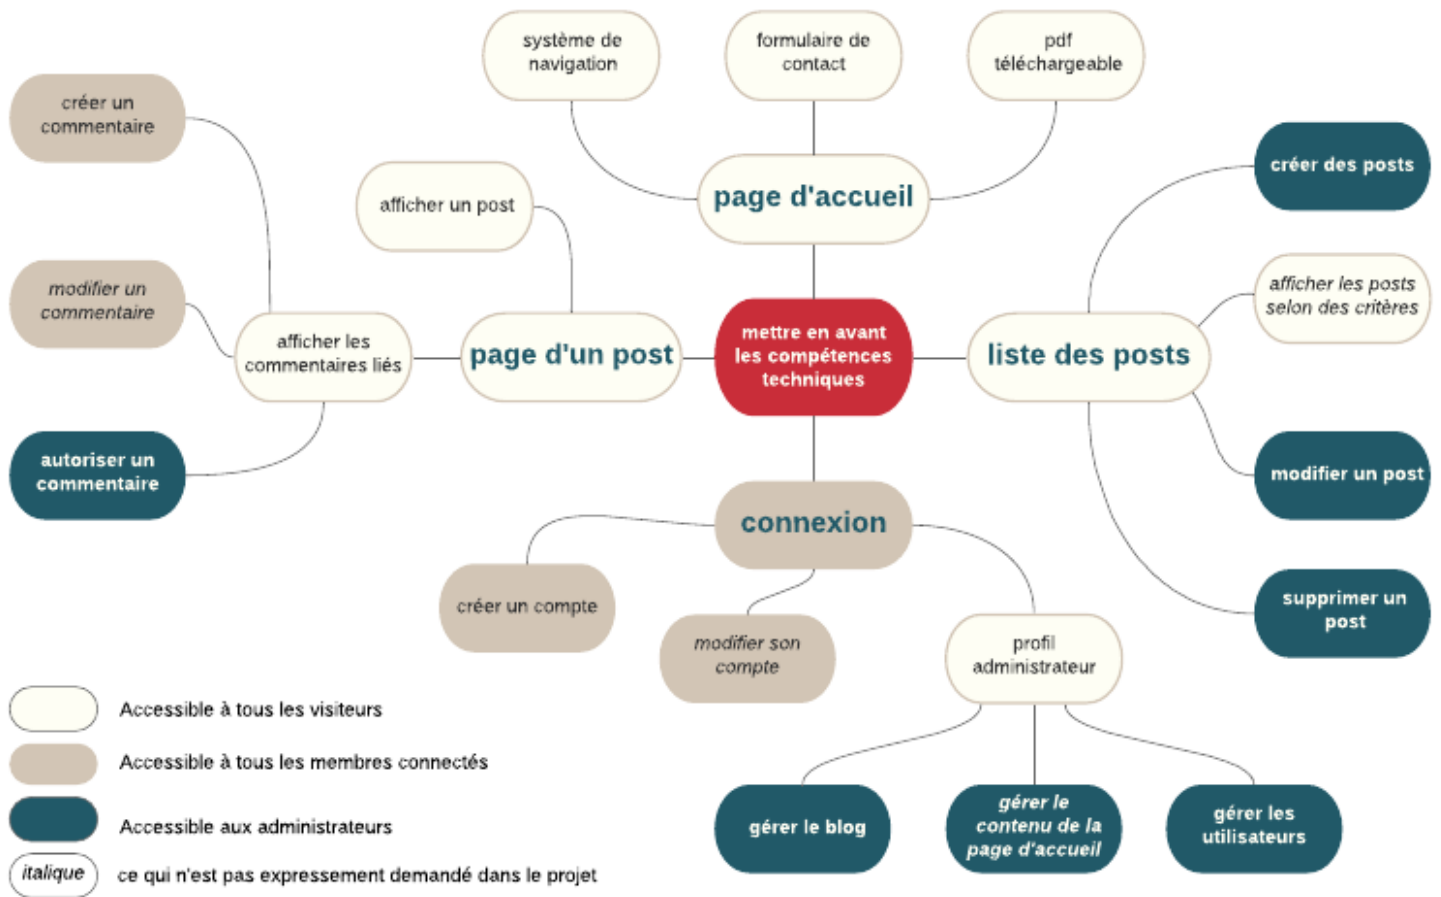 système de
navigation
formulaire de
contact
pdf
téléchargeable
créer un
commentaire
créer des posts
afficher un post
page d'accueil
modifier un
commentaire
afficher les posts
selon des critères
afficher les
commentaires liés
page d'un post
mettre en avant
les compétences
techniques
liste des posts
autoriser un
commentaire
modifier un post
connexion
créer un compte
modifier son
compte
profil
administrateur
supprimer un
post
Accessible à tous les visiteurs
Accessible à tous les membres connectés
Accessible aux administrateurs
italique
ce qui n'est pas expressement demandé dans le projet
gérer le blog
gérer le
contenu de la
page d'accueil
gérer les
utilisateurs